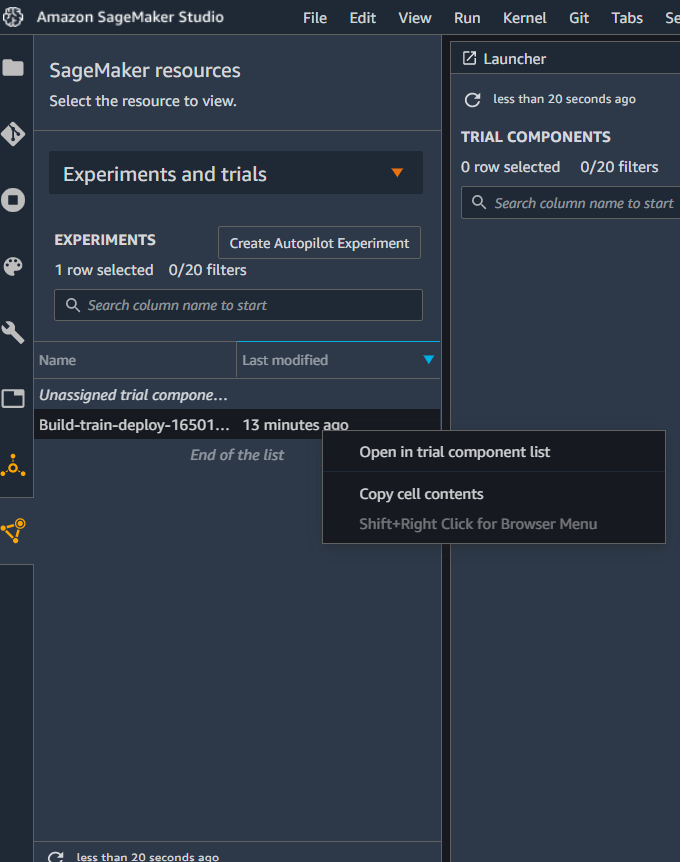 Amazon SageMaker Studio
File Edit View Run Kernel Git Tabs Se
SageMaker resources
Select the resource to view.
Experiments and trials
EXPERIMENTS
Create Autopilot Experiment
1 row selected 0/20 filters
Search column name to start
Name Last modified
Unassigned trial compone...
Build-train-deploy-16501... 13 minutes ago
End of the list
Open in trial component list
Copy cell contents
Shift+Right Click for Browser Menu
less than 20 seconds ago
Launcher
less than 20 seconds ago
TRIAL COMPONENTS
0 row selected 0/20 filters
Search column name to start